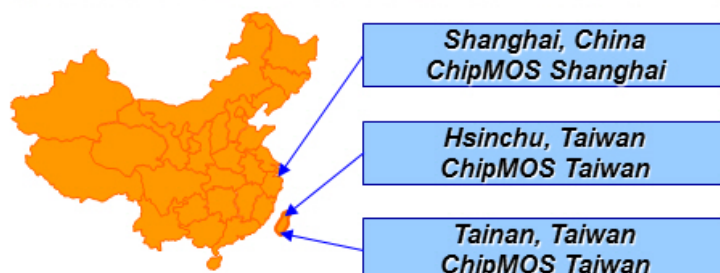 Shanghai, China
ChipMOS Shanghai
Hsinchu, Taiwan
ChipMOS Taiwan
Tainan, Taiwan
ChipMOS Taiwan